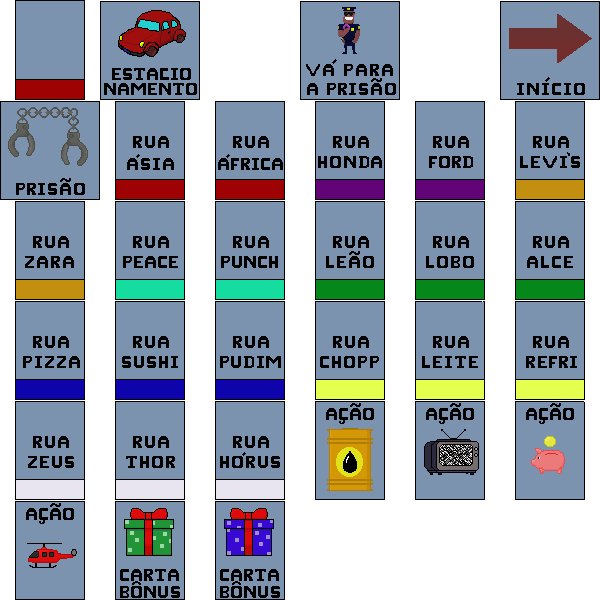 ESTACIO
NAMENTO
VÁ PARA
A PRISÃO
INÍCIO
PRISÃO
RUA
ÁSIA
RUA
ÁFRICA
RUA
HONDA
RUA
FORD
RUA
LEVI'S
RUA
ZARA
RUA
PEACE
RUA
PUNCH
RUA
LEÃO
RUA
LOBO
RUA
ALCE
RUA
PIZZA
RUA
SUSHI
RUA
PUDIM
RUA
CHOPP
RUA
LEITE
RUA
REFRI
RUA
ZEUS
RUA
THOR
RUA
HÓRUS
AÇÃO
AÇÃO
AÇÃO
AÇÃO
CARTA
BÔNUS
CARTA
BÔNUS